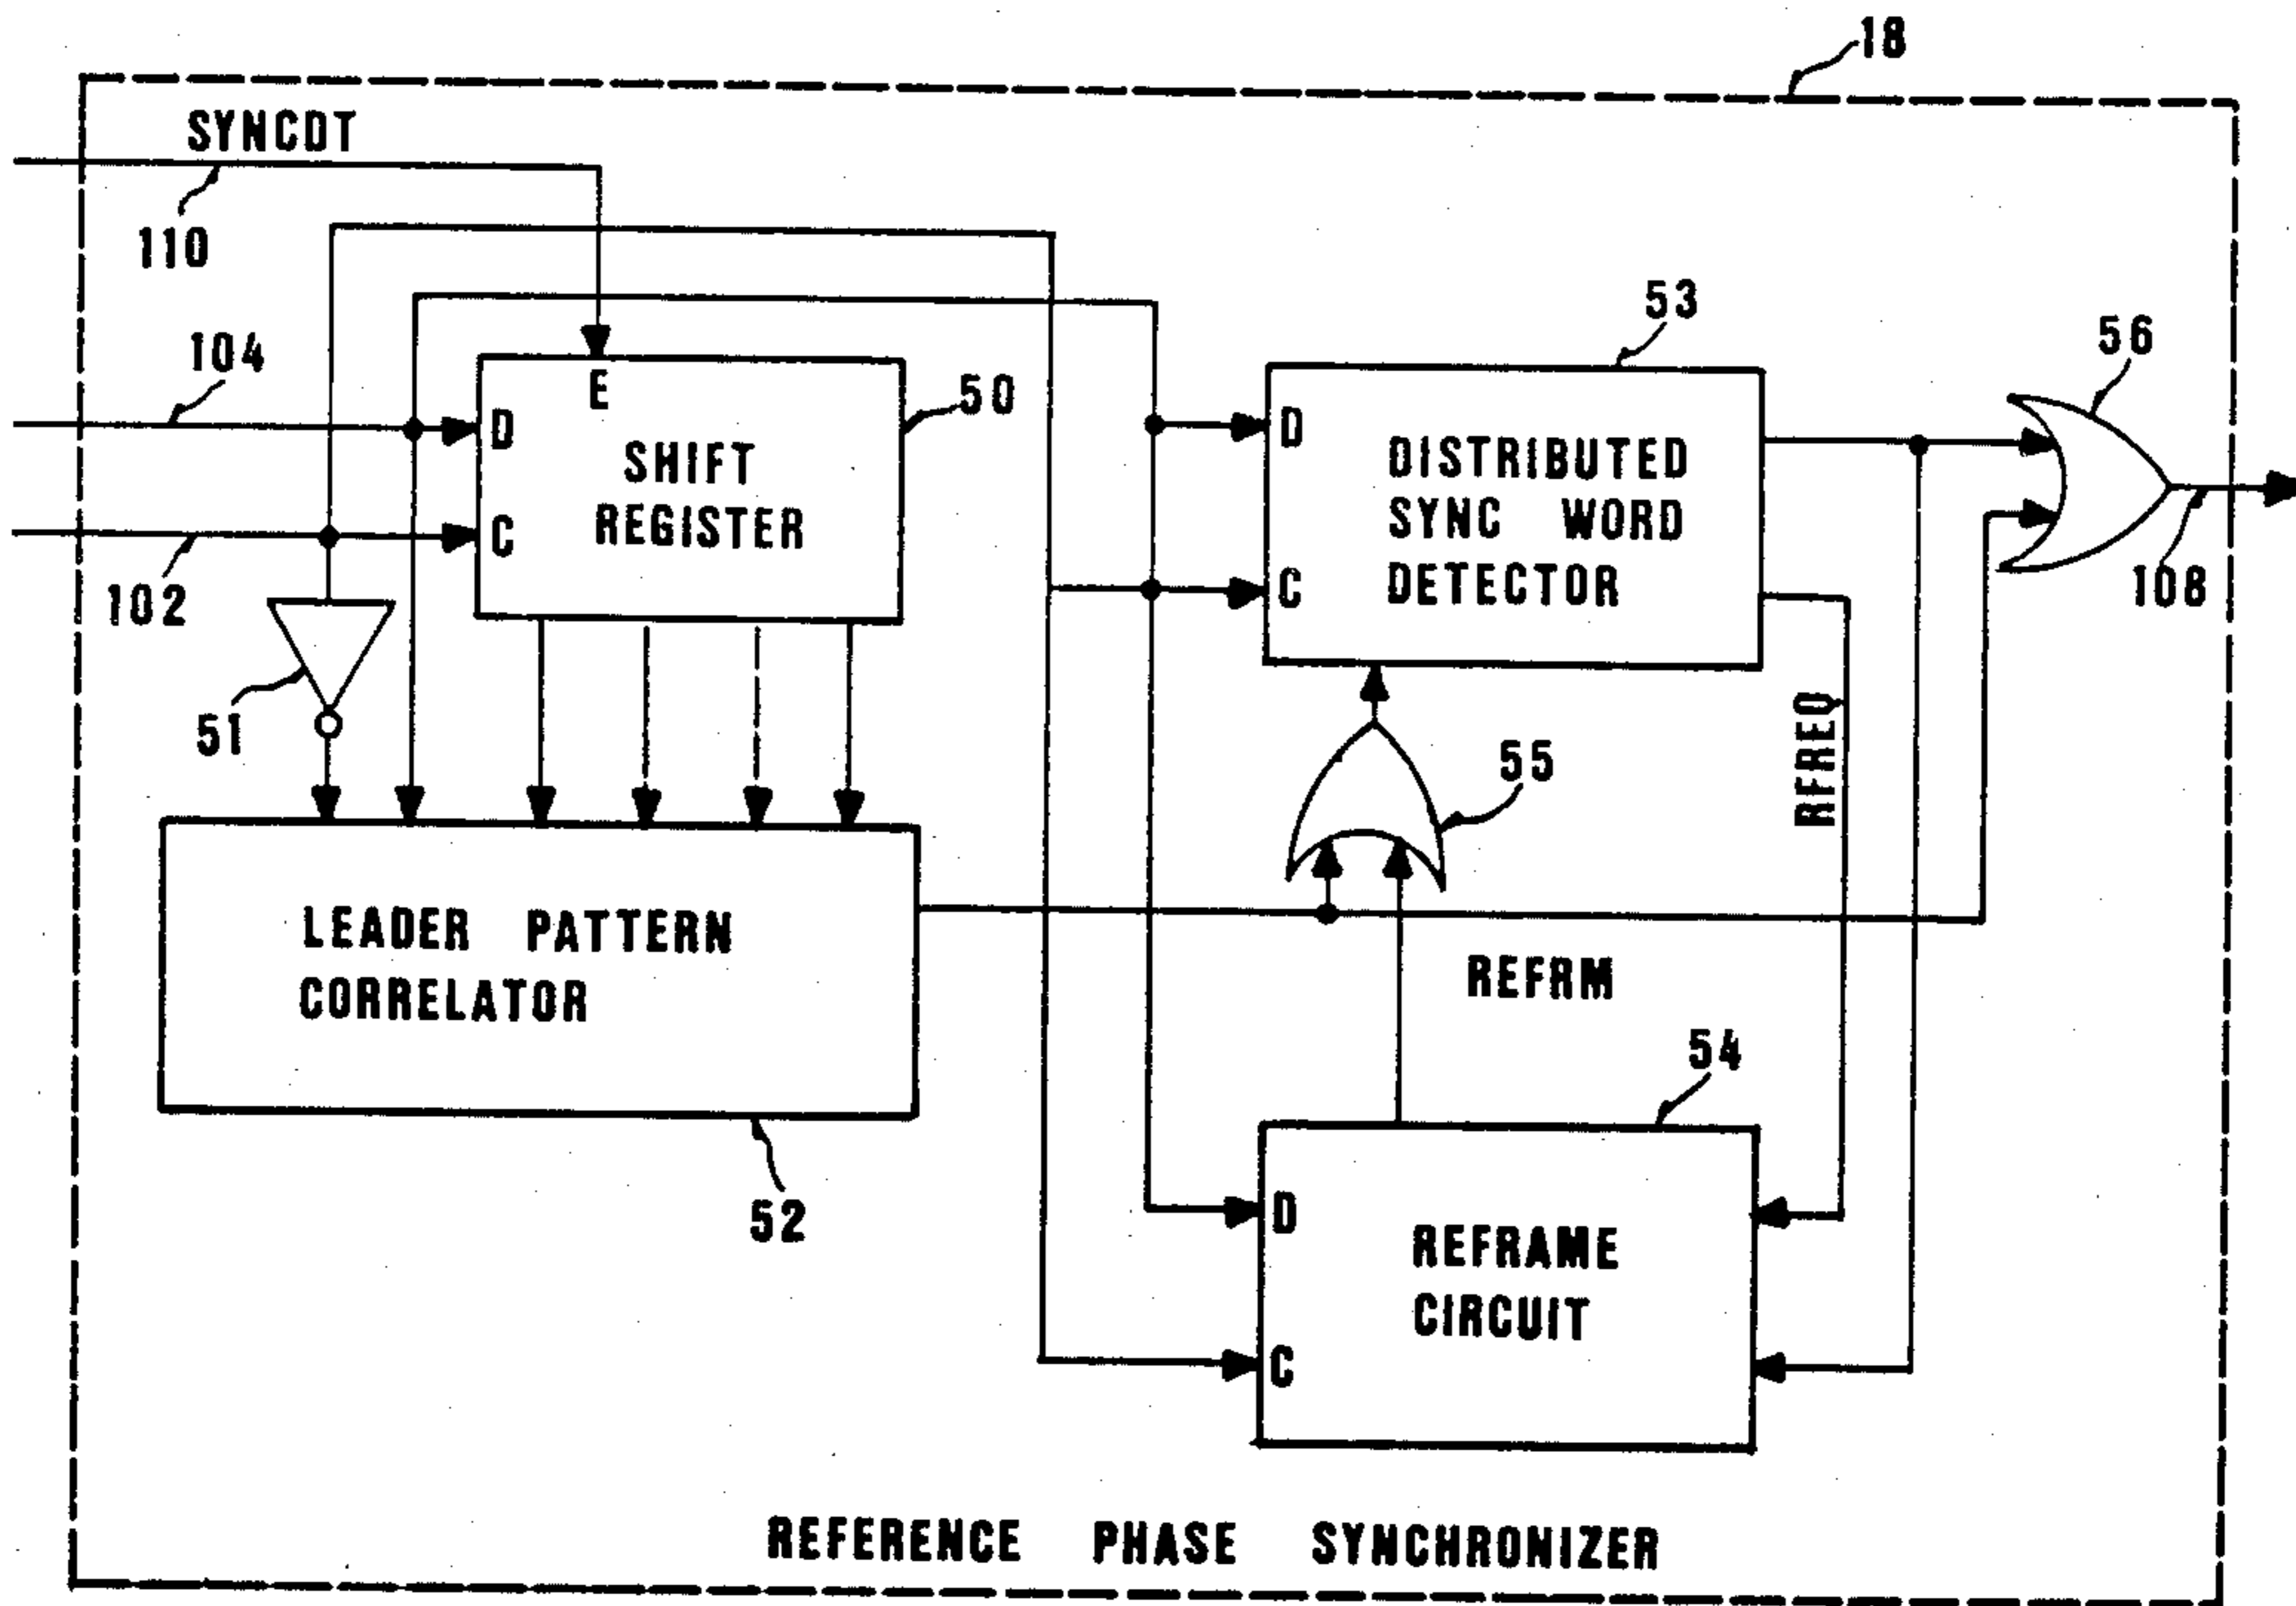 18
SYNCDT
110
104
102
E
D
C
SHIFT
REGISTER
50
51
53
D
C
DISTRIBUTED
SYNC WORD
DETECTOR
56
108
55
RFREQ
LEADER PATTERN
CORRELATOR
52
REFRM
54
D
C
REFRAME
CIRCUIT
REFERENCE PHASE SYNCHRONIZER